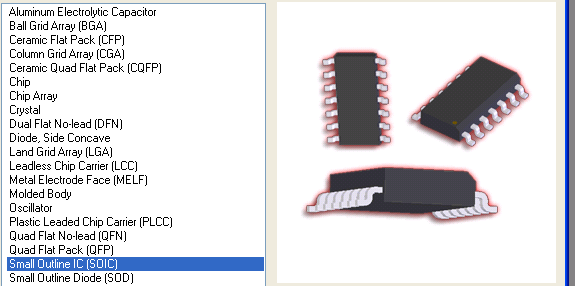 Aluminum Electrolytic Capacitor
Ball Grid Array (BGA)
Ceramic Flat Pack (CFP)
Column Grid Array (CGA)
Ceramic Quad Flat Pack (CQFP)
Chip
Chip Array
Crystal
Dual Flat No-lead (DFN)
Diode, Side Concave
Land Grid Array (LGA)
Leadless Chip Carrier (LCC)
Metal Electrode Face (MELF)
Molded Body
Oscillator
Plastic Leaded Chip Carrier (PLCC)
Quad Flat No-lead (QFN)
Quad Flat Pack (QFP)
Small Outline IC (SOIC)
Small Outline Diode (SOD)